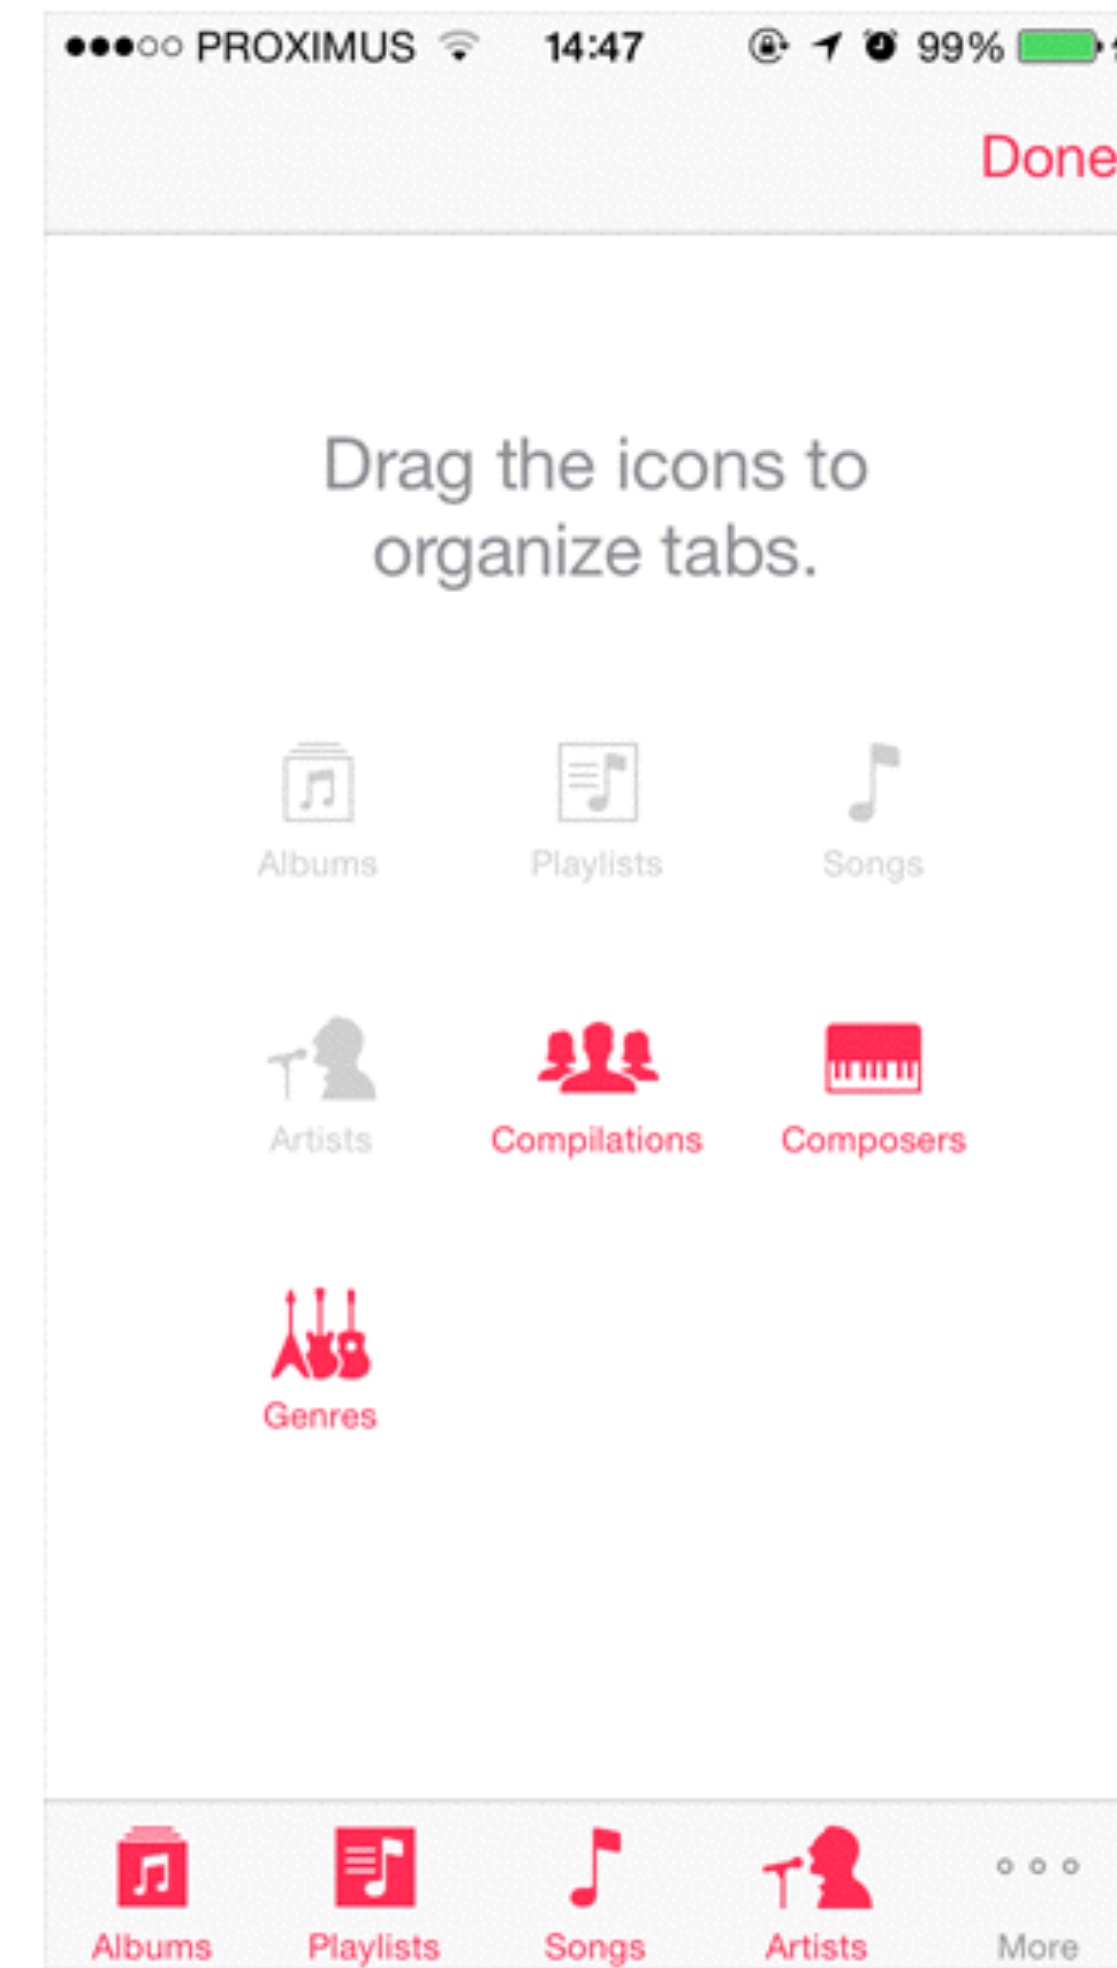 PROXIMUS 14:47 99%
Done
Drag the icons to
organize tabs.
Albums Playlists Songs
Artists Compilations Composers
Genres
Albums Playlists Songs Artists More